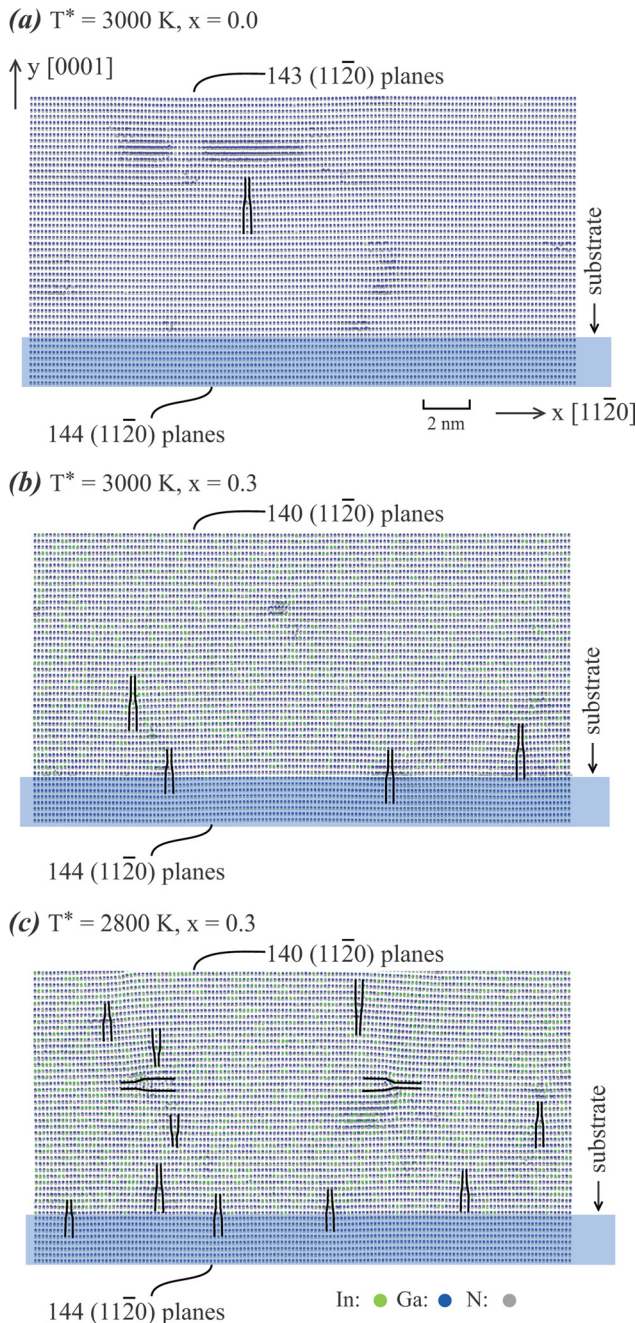 (a) T* = 3000 K, x = 0.0
y [0001]
143 (112̅0) planes
substrate
144 (112̅0) planes
2 nm
x [112̅0]
(b) T* = 3000 K, x = 0.3
140 (112̅0) planes
substrate
144 (112̅0) planes
(c) T* = 2800 K, x = 0.3
140 (112̅0) planes
substrate
144 (112̅0) planes
In: Ga: N: